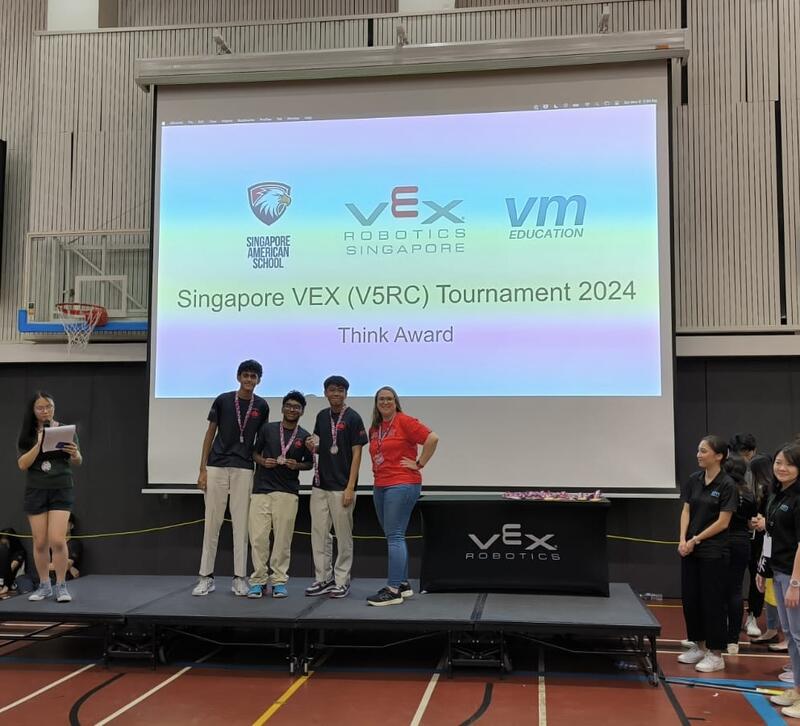 SINGAPORE
AMERICAN
SCHOOL
VEX
ROBOTICS
SINGAPORE
vm
EDUCATION
Singapore VEX (V5RC) Tournament 2024
Think Award
VEX
ROBOTICS